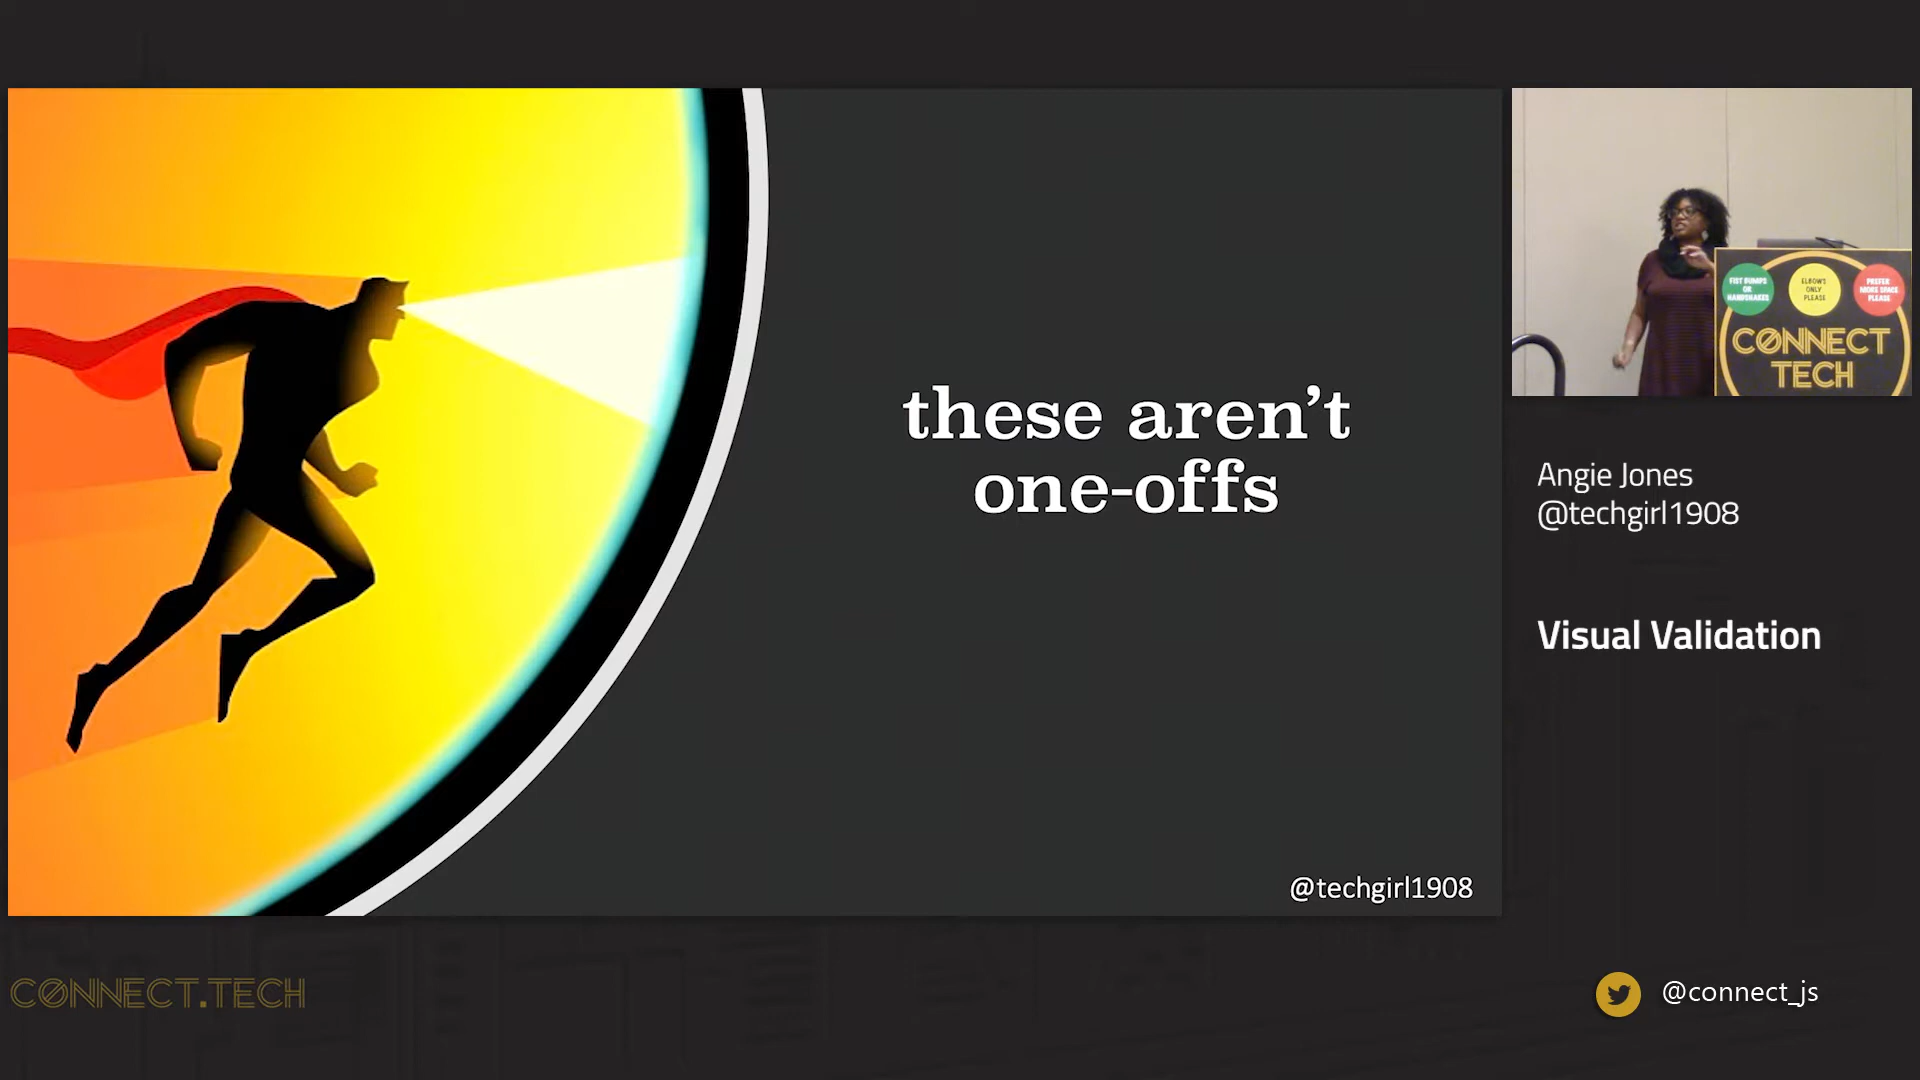 these aren’t
one-offs
@techgirl1908
FIST BUMPS
OR
HANDSHAKES
ELBOWS
ONLY
PLEASE
PREFER
MORE SPACE
PLEASE
CONNECT
TECH
Angie Jones
@techgirl1908
Visual Validation
CONNECT.TECH
@connect_js